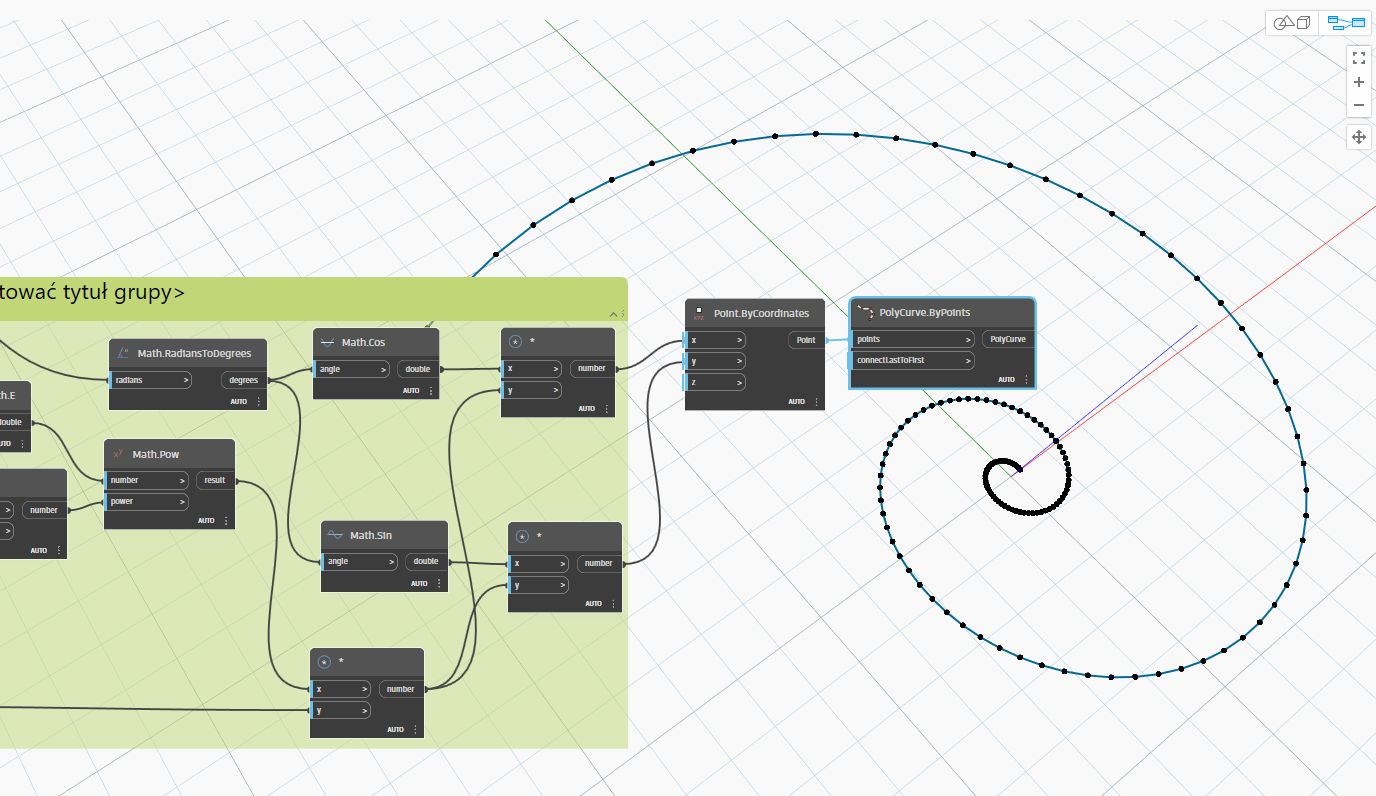 tować tytuł grupy>
Math.RadiansToDegrees
radians >
degrees
AUTO
Math.Cos
angle >
double
AUTO
*
x >
number
y >
AUTO
Point.ByCoordinates
x >
Point
y >
z >
AUTO
PolyCurve.ByPoints
points >
PolyCurve
connectLastToFirst >
AUTO
th.E
double
UTO
Math.Pow
number >
result
power >
AUTO
>
number
>
AUTO
Math.Sin
angle >
double
AUTO
*
x >
number
y >
AUTO
*
x >
number
y >
AUTO